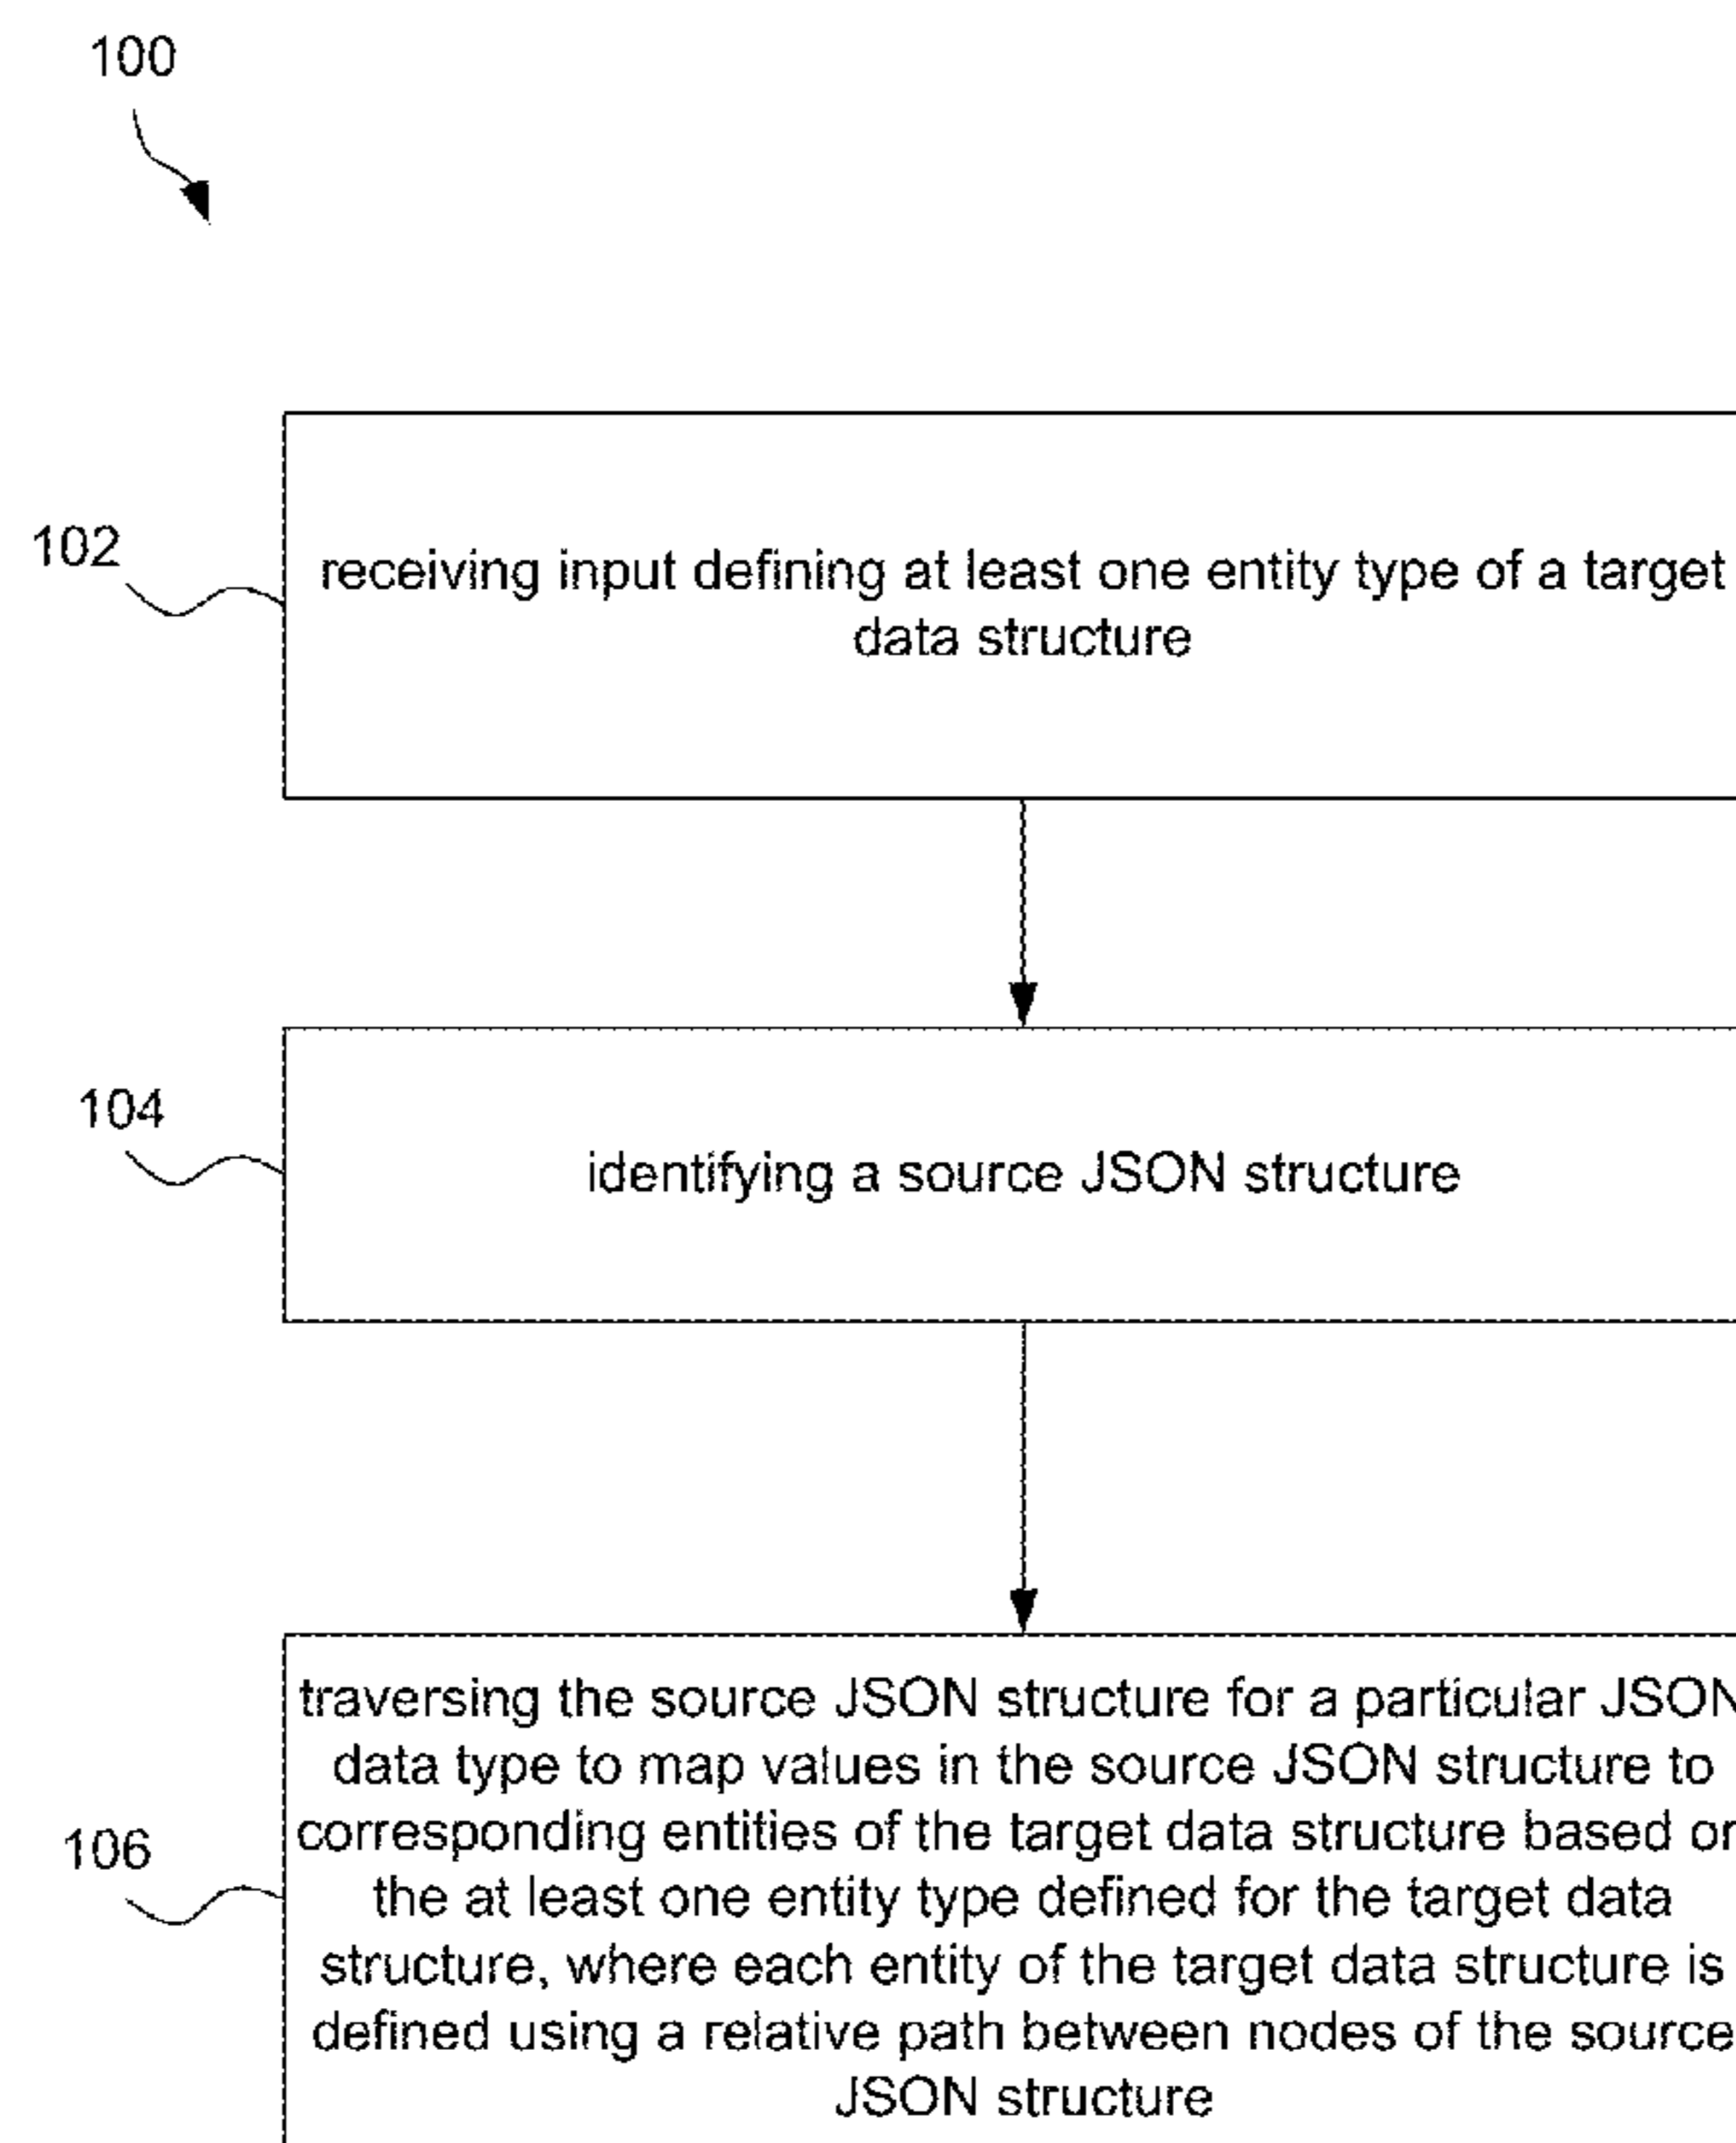 100
102
receiving input defining at least one entity type of a target
data structure
104
identifying a source JSON structure
106
traversing the source JSON structure for a particular JSON
data type to map values in the source JSON structure to
corresponding entities of the target data structure based on
the at least one entity type defined for the target data
structure, where each entity of the target data structure is
defined using a relative path between nodes of the source
JSON structure